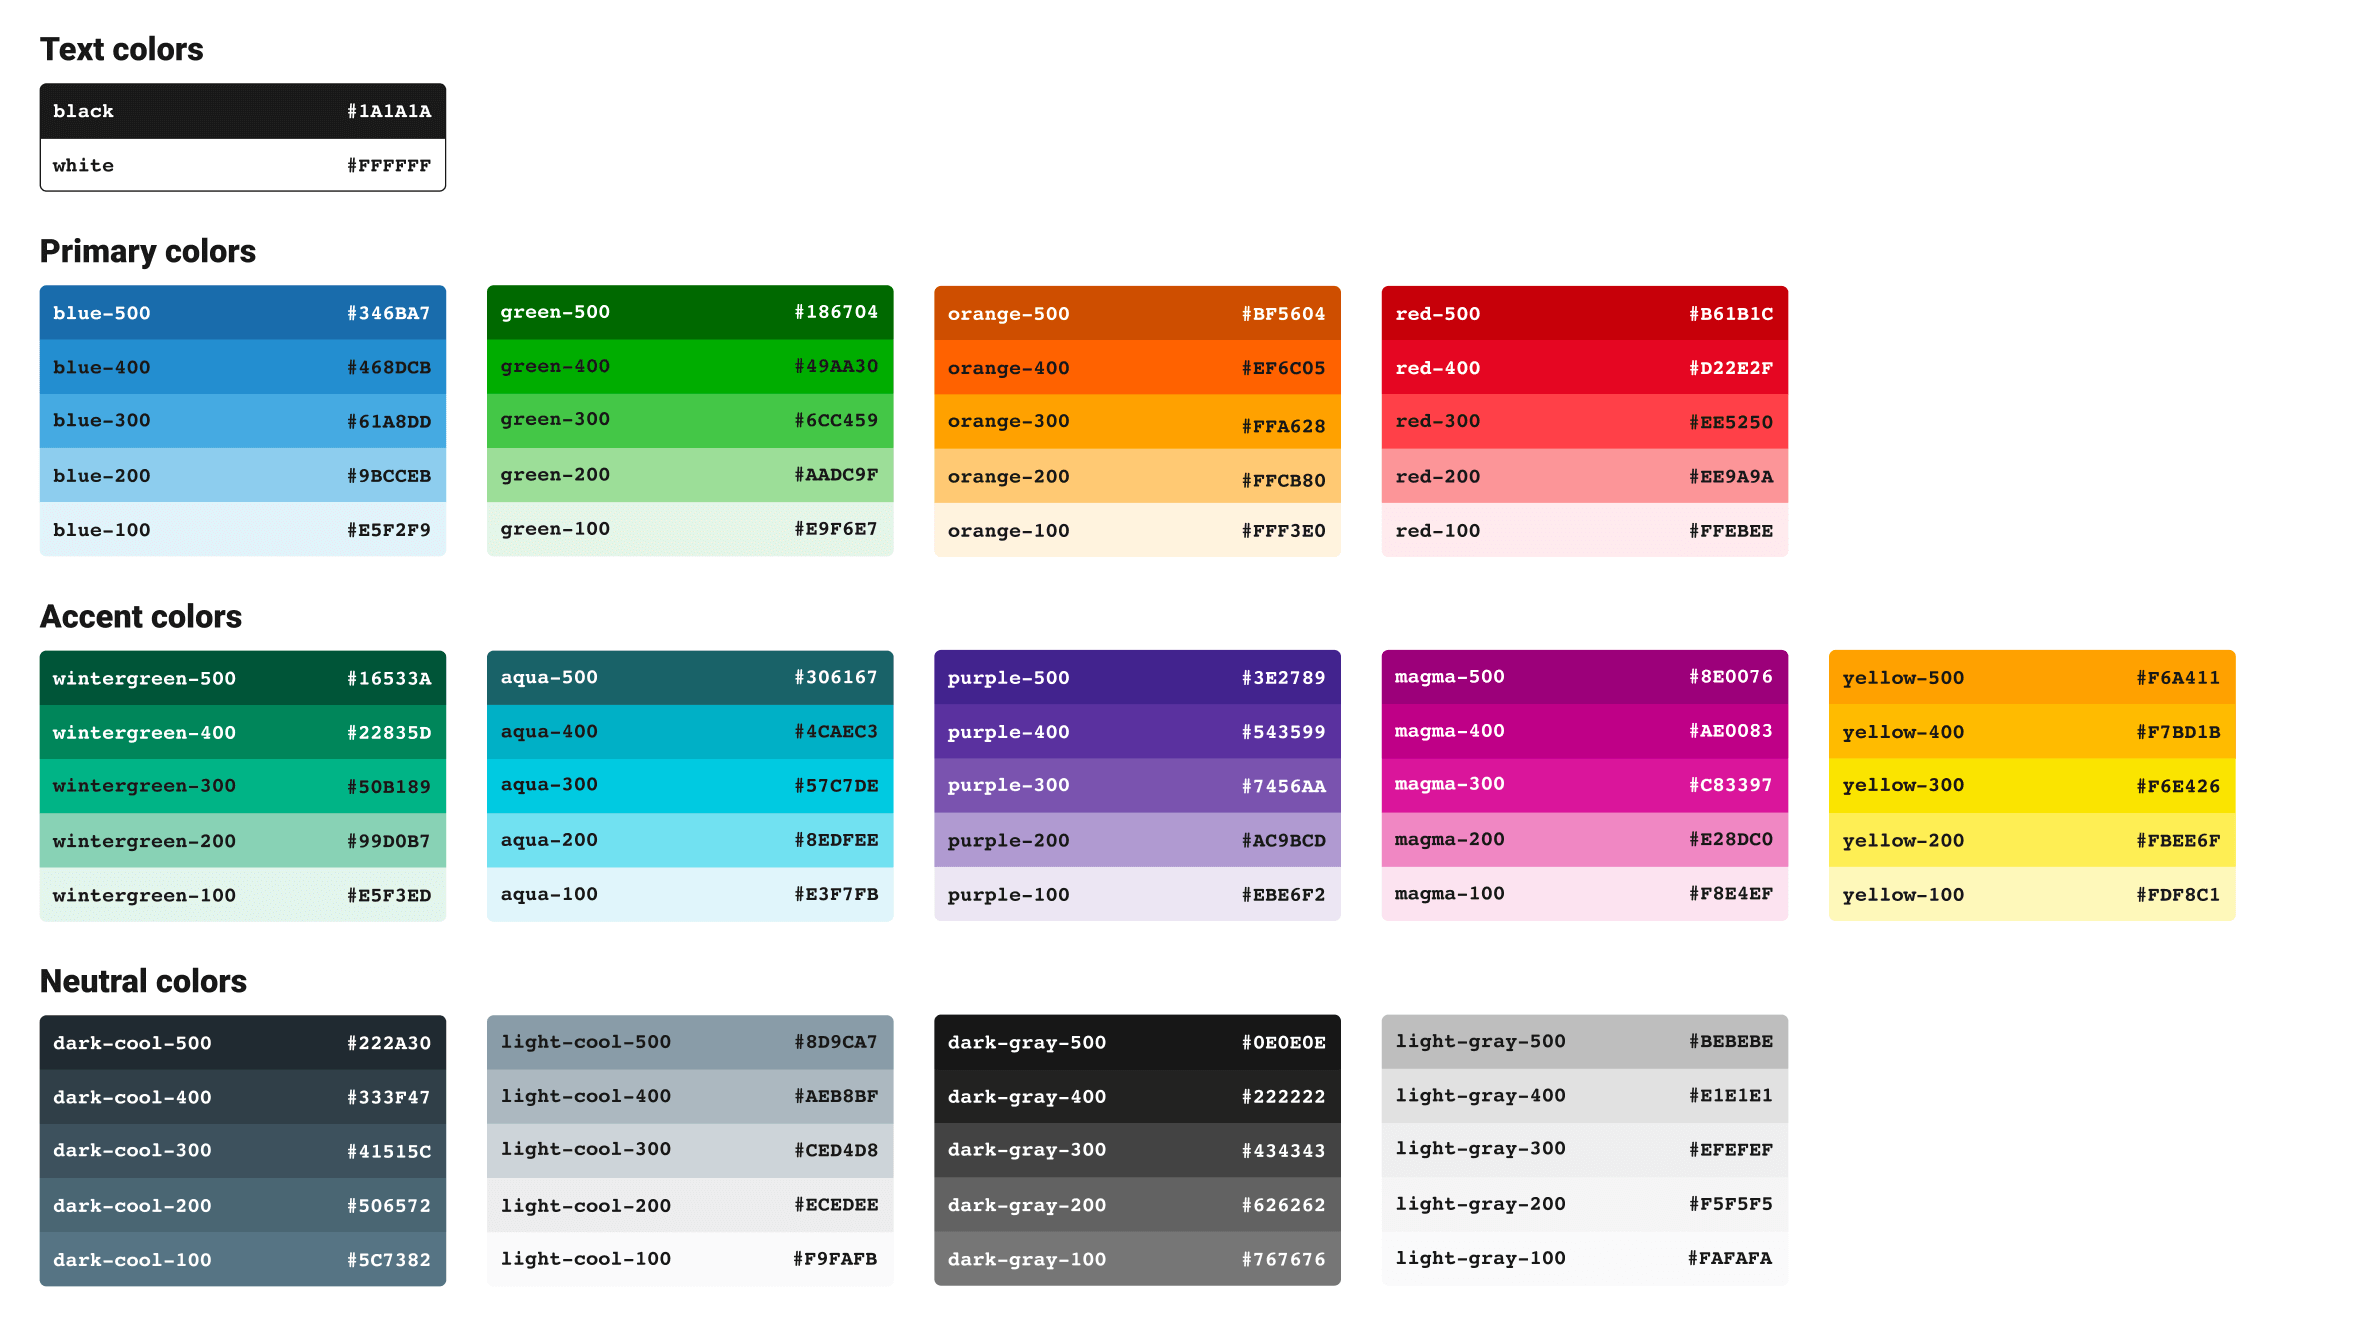 Text colors
black #1A1A1A
white #FFFFFF
Primary colors
blue-500 #346BA7
blue-400 #468DCB
blue-300 #61A8DD
blue-200 #9BCCEB
blue-100 #E5F2F9
green-500 #186704
green-400 #49AA30
green-300 #6CC459
green-200 #AADC9F
green-100 #E9F6E7
orange-500 #BF5604
orange-400 #EF6C05
orange-300 #FFA628
orange-200 #FFCB80
orange-100 #FFF3E0
red-500 #B61B1C
red-400 #D22E2F
red-300 #EE5250
red-200 #EE9A9A
red-100 #FFEBEE
Accent colors
wintergreen-500 #16533A
wintergreen-400 #22835D
wintergreen-300 #50B189
wintergreen-200 #99D0B7
wintergreen-100 #E5F3ED
aqua-500 #306167
aqua-400 #4CAEC3
aqua-300 #57C7DE
aqua-200 #8EDFEE
aqua-100 #E3F7FB
purple-500 #3E2789
purple-400 #543599
purple-300 #7456AA
purple-200 #AC9BCD
purple-100 #EBE6F2
magma-500 #8E0076
magma-400 #AE0083
magma-300 #C83397
magma-200 #E28DC0
magma-100 #F8E4EF
yellow-500 #F6A411
yellow-400 #F7BD1B
yellow-300 #F6E426
yellow-200 #FBEE6F
yellow-100 #FDF8C1
Neutral colors
dark-cool-500 #222A30
dark-cool-400 #333F47
dark-cool-300 #41515C
dark-cool-200 #506572
dark-cool-100 #5C7382
light-cool-500 #8D9CA7
light-cool-400 #AEB8BF
light-cool-300 #CED4D8
light-cool-200 #ECEDEE
light-cool-100 #F9FAFB
dark-gray-500 #0E0E0E
dark-gray-400 #222222
dark-gray-300 #434343
dark-gray-200 #626262
dark-gray-100 #767676
light-gray-500 #BEBEBE
light-gray-400 #E1E1E1
light-gray-300 #EFEFEF
light-gray-200 #F5F5F5
light-gray-100 #FAFAFA